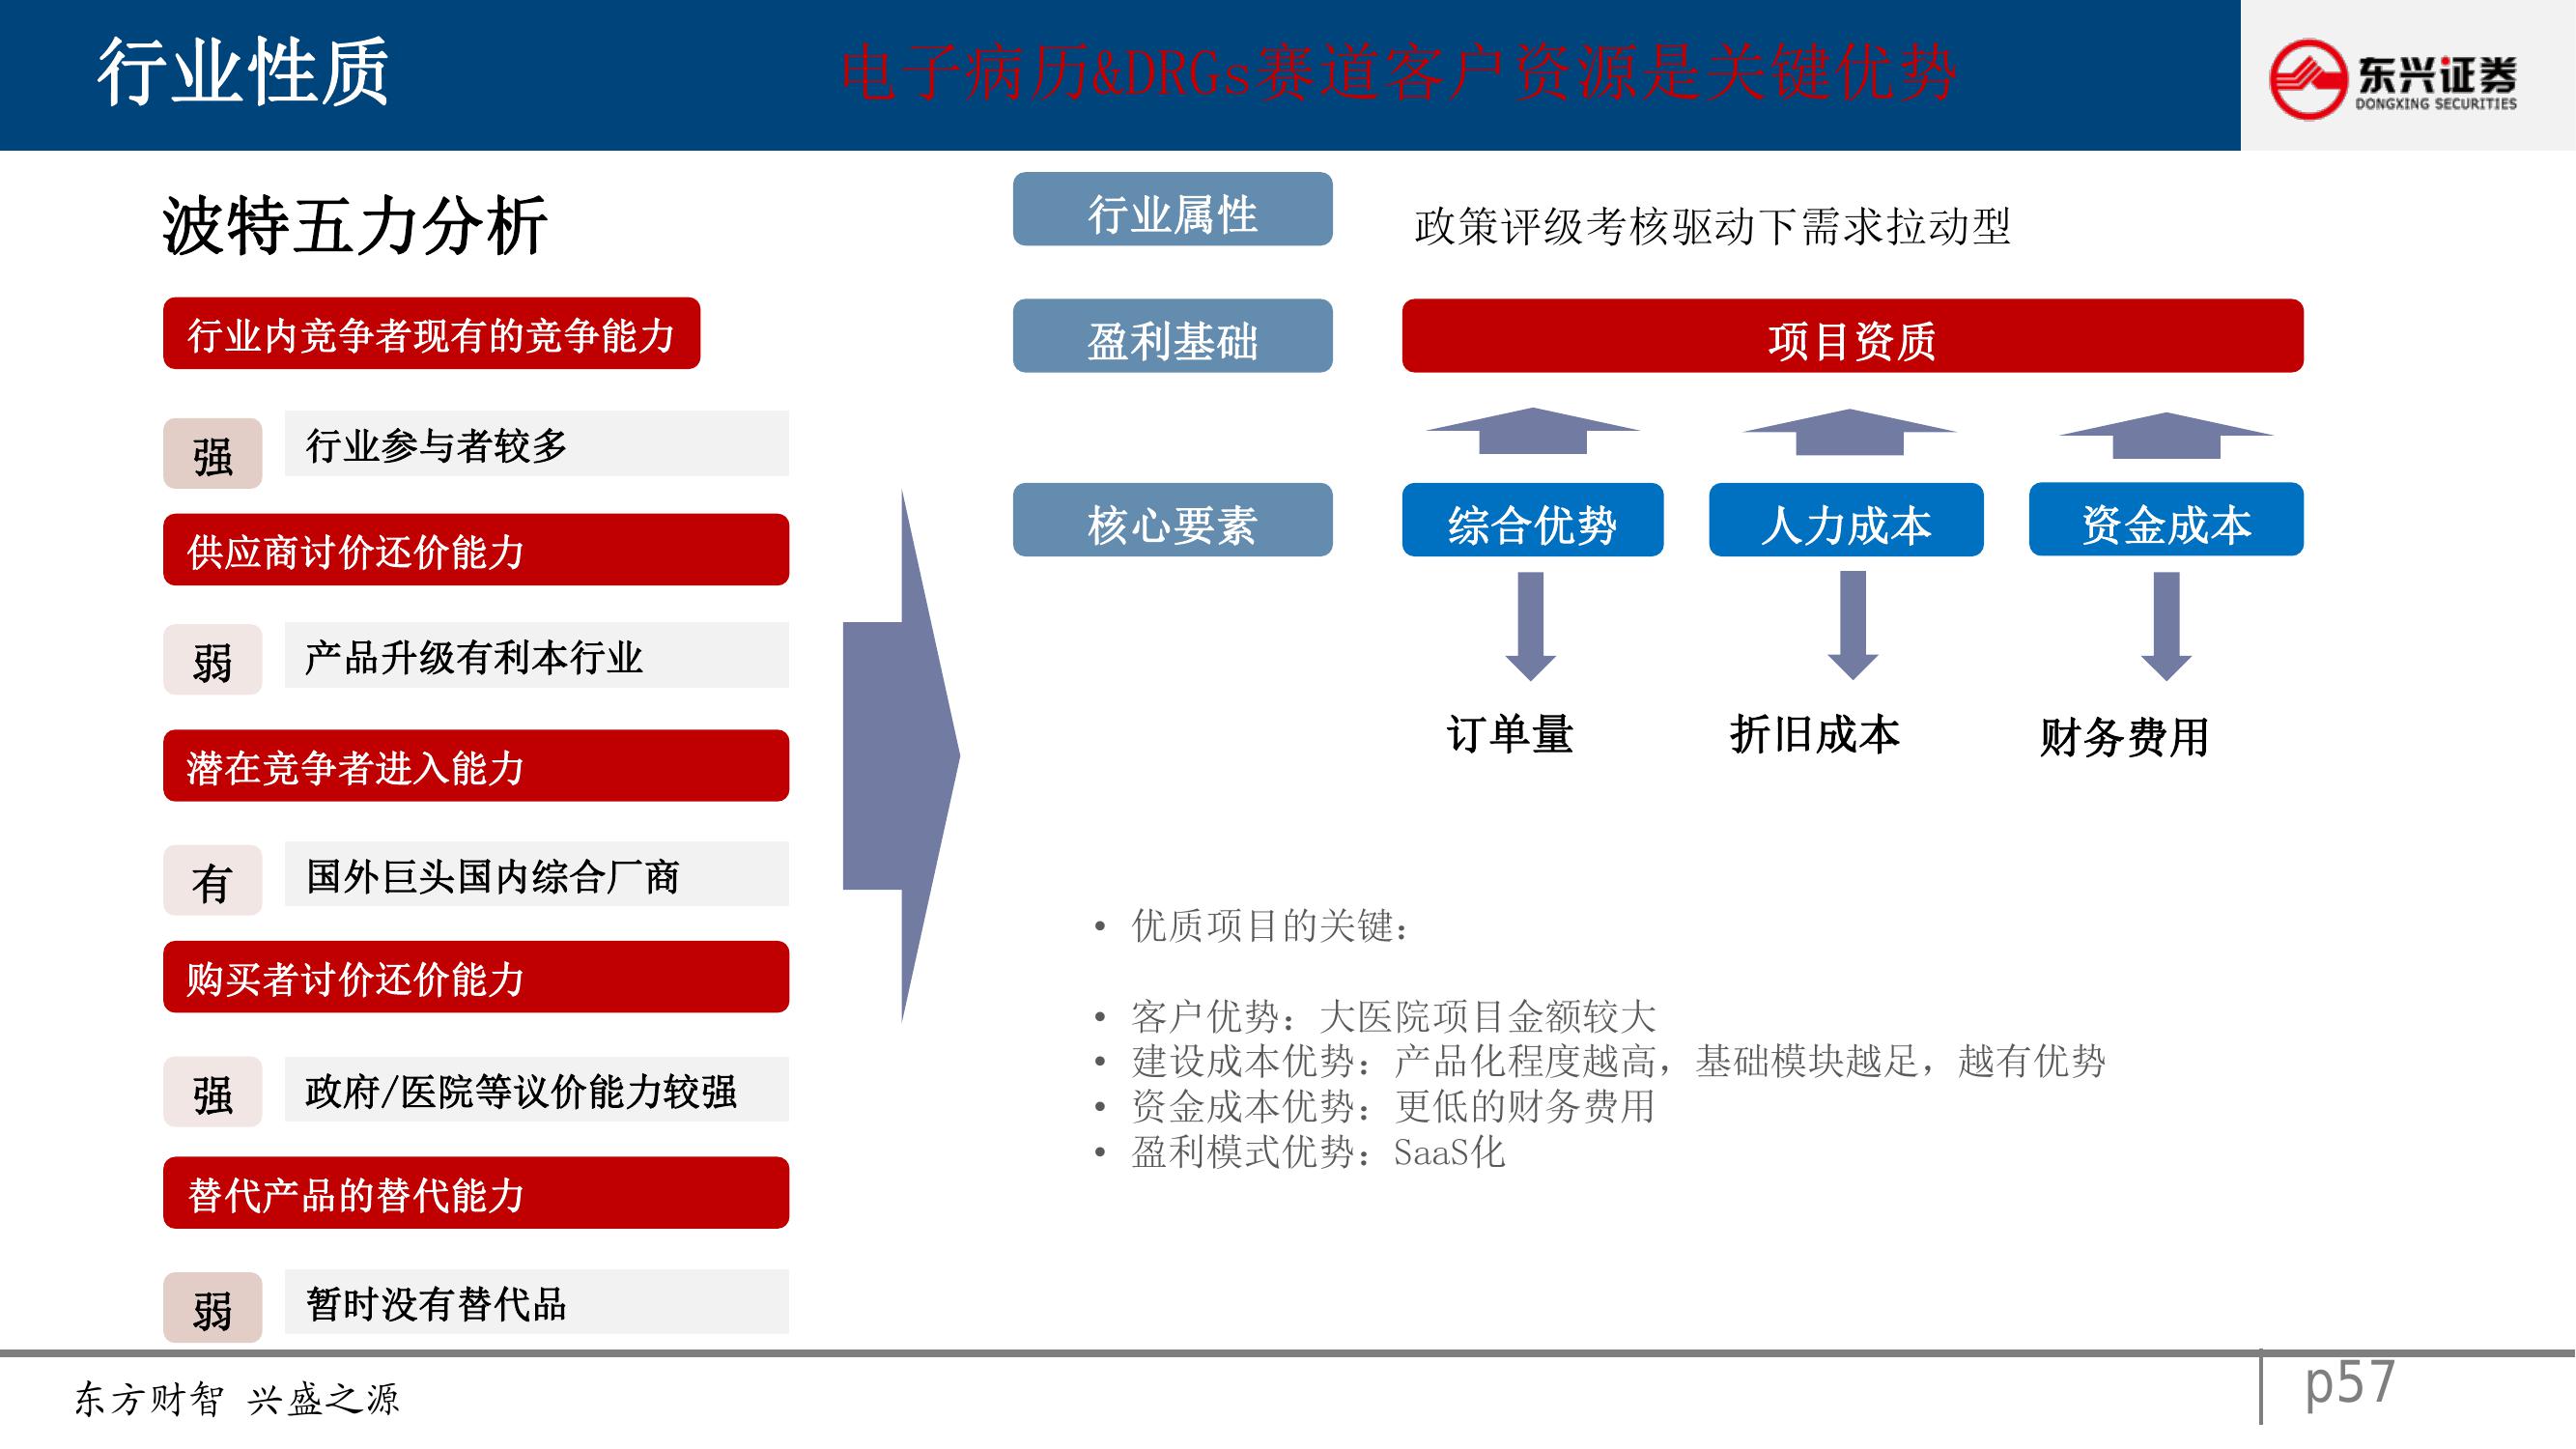 行业性质
电子病历&DRGs赛道客户资源是关键优势
东兴证券
DONGXING SECURITIES
波特五力分析
行业内竞争者现有的竞争能力
强
行业参与者较多
供应商讨价还价能力
弱
产品升级有利本行业
潜在竞争者进入能力
有
国外巨头国内综合厂商
购买者讨价还价能力
强
政府/医院等议价能力较强
替代产品的替代能力
弱
暂时没有替代品
行业属性
政策评级考核驱动下需求拉动型
盈利基础
项目资质
核心要素
综合优势
人力成本
资金成本
订单量
折旧成本
财务费用
• 优质项目的关键：
• 客户优势：大医院项目金额较大
• 建设成本优势：产品化程度越高，基础模块越足，越有优势
• 资金成本优势：更低的财务费用
• 盈利模式优势：SaaS化
东方财智 兴盛之源
p57